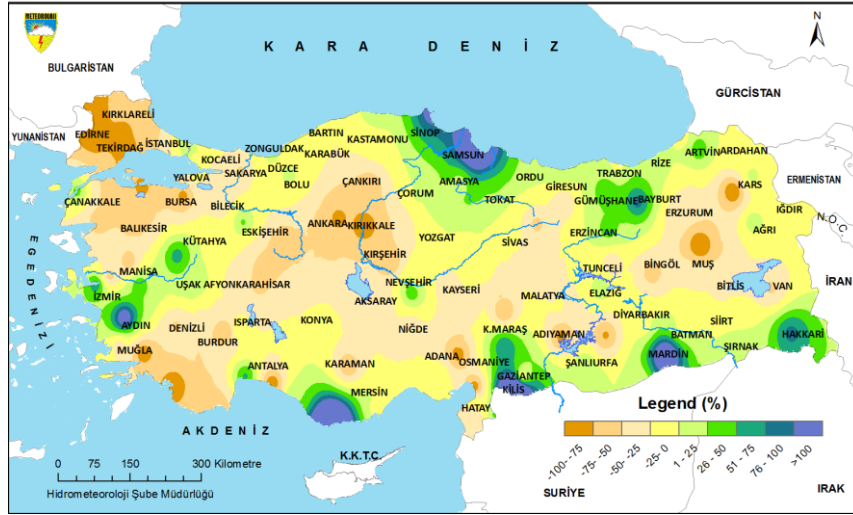 METEOROLOJİ
N
K A R A D E N İ Z
BULGARİSTAN
GÜRCİSTAN
YUNANİSTAN
ERMENİSTAN
N.Ö.C.
İRAN
IRAK
SURİYE
E G E D E N İ Z İ
A K D E N İ Z
K.K.T.C.
KIRKLARELİ
EDİRNE
TEKİRDAĞ
İSTANBUL
KOCAELİ
YALOVA
SAKARYA
ZONGULDAK
DÜZCE
BOLU
BARTIN
KARABÜK
KASTAMONU
SİNOP
SAMSUN
ÇANKIRI
ÇORUM
AMASYA
TOKAT
ORDU
GİRESUN
TRABZON
RİZE
ARTVİN
ARDAHAN
GÜMÜŞHANE
BAYBURT
KARS
IĞDIR
AĞRI
ERZURUM
ERZİNCAN
ÇANAKKALE
BALIKESİR
BURSA
BİLECİK
ESKİŞEHİR
KÜTAHYA
ANKARA
KIRIKKALE
KIRŞEHİR
YOZGAT
SİVAS
TUNCELİ
BİNGÖL
MUŞ
BİTLİS
VAN
ELAZIĞ
MALATYA
KAYSERİ
NEVŞEHİR
AKSARAY
NİĞDE
KONYA
MANİSA
İZMİR
UŞAK
AFYONKARAHİSAR
AYDIN
DENİZLİ
ISPARTA
BURDUR
MUĞLA
ANTALYA
KARAMAN
MERSİN
ADANA
OSMANİYE
K.MARAŞ
GAZİANTEP
KİLİS
HATAY
ADIYAMAN
ŞANLIURFA
DİYARBAKIR
MARDİN
BATMAN
SİİRT
ŞIRNAK
HAKKARİ
0 75 150 300 Kilometre
Hidrometeoroloji Şube Müdürlüğü
Legend (%)
-100--75
-75--50
-50--25
-25- 0
1 - 25
26 - 50
51 - 75
76 - 100
>100